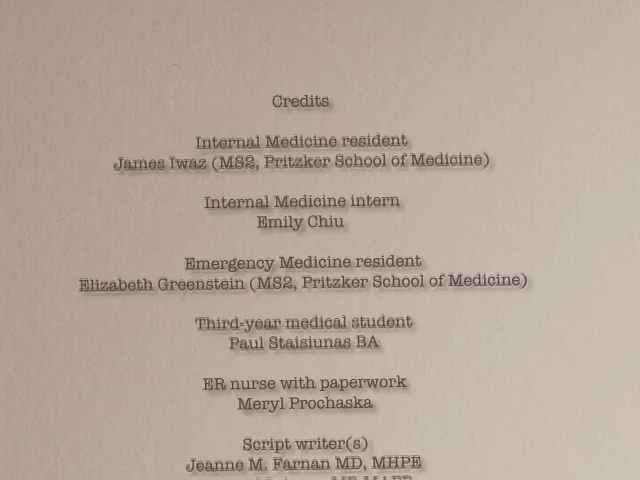 Credits
Internal Medicine resident
James Iwaz (MS2, Pritzker School of Medicine)
Internal Medicine intern
Emily Chiu
Emergency Medicine resident
Elizabeth Greenstein (MS2, Pritzker School of Medicine)
Third-year medical student
Paul Staisiunas BA
ER nurse with paperwork
Meryl Prochaska
Script writer(s)
Jeanne M. Farnan MD, MHPE